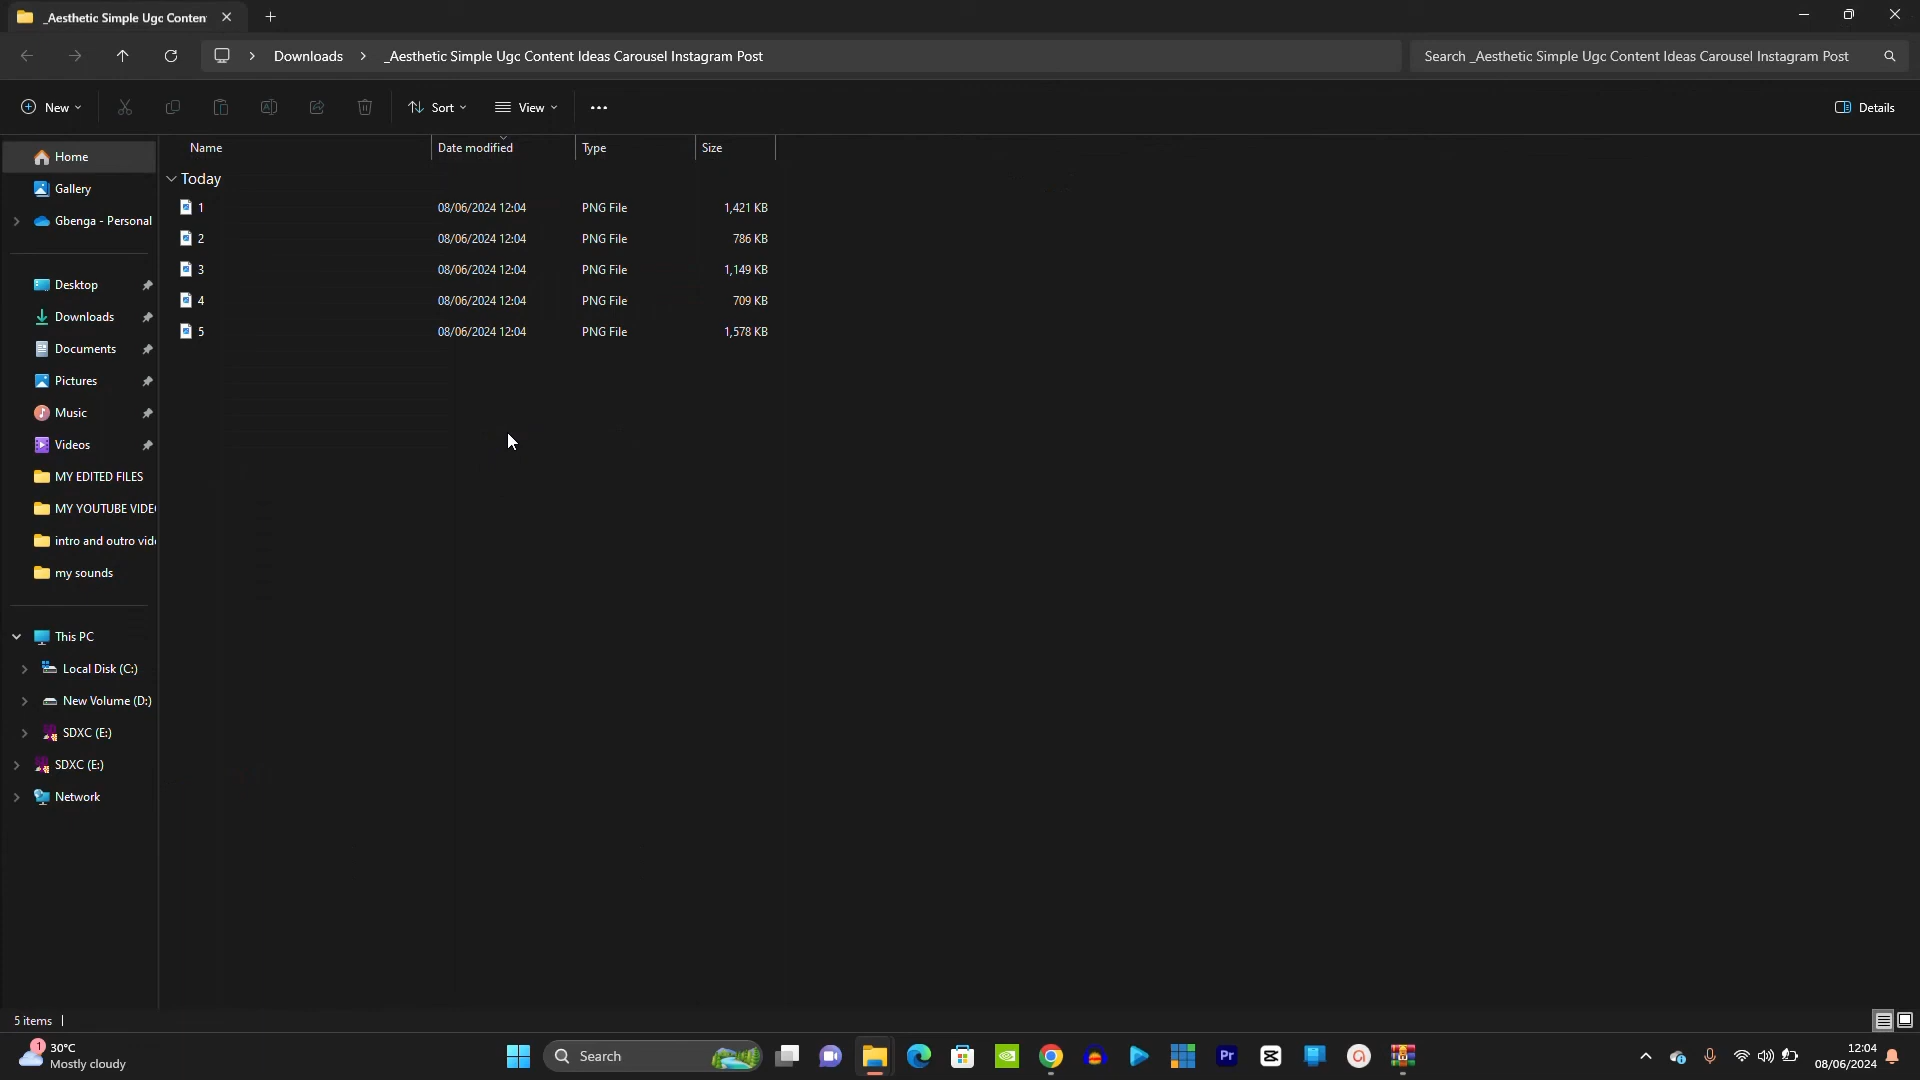 _Aesthetic Simple Ugc Conten
Downloads
_Aesthetic Simple Ugc Content Ideas Carousel Instagram Post
Search _Aesthetic Simple Ugc Content Ideas Carousel Instagram Post
New
Sort
View
Details
Name
Date modified
Type
Size
Today
1 08/06/2024 12:04 PNG File 1,421 KB
2 08/06/2024 12:04 PNG File 786 KB
3 08/06/2024 12:04 PNG File 1,149 KB
4 08/06/2024 12:04 PNG File 709 KB
5 08/06/2024 12:04 PNG File 1,578 KB
Home
Gallery
Gbenga - Personal
Desktop
Downloads
Documents
Pictures
Music
Videos
MY EDITED FILES
MY YOUTUBE VIDE
intro and outro vid
my sounds
This PC
Local Disk (C:)
New Volume (D:)
SDXC (E:)
SDXC (E:)
Network
5 items
1
30°C
Mostly cloudy
Search
Pr
12:04
08/06/2024